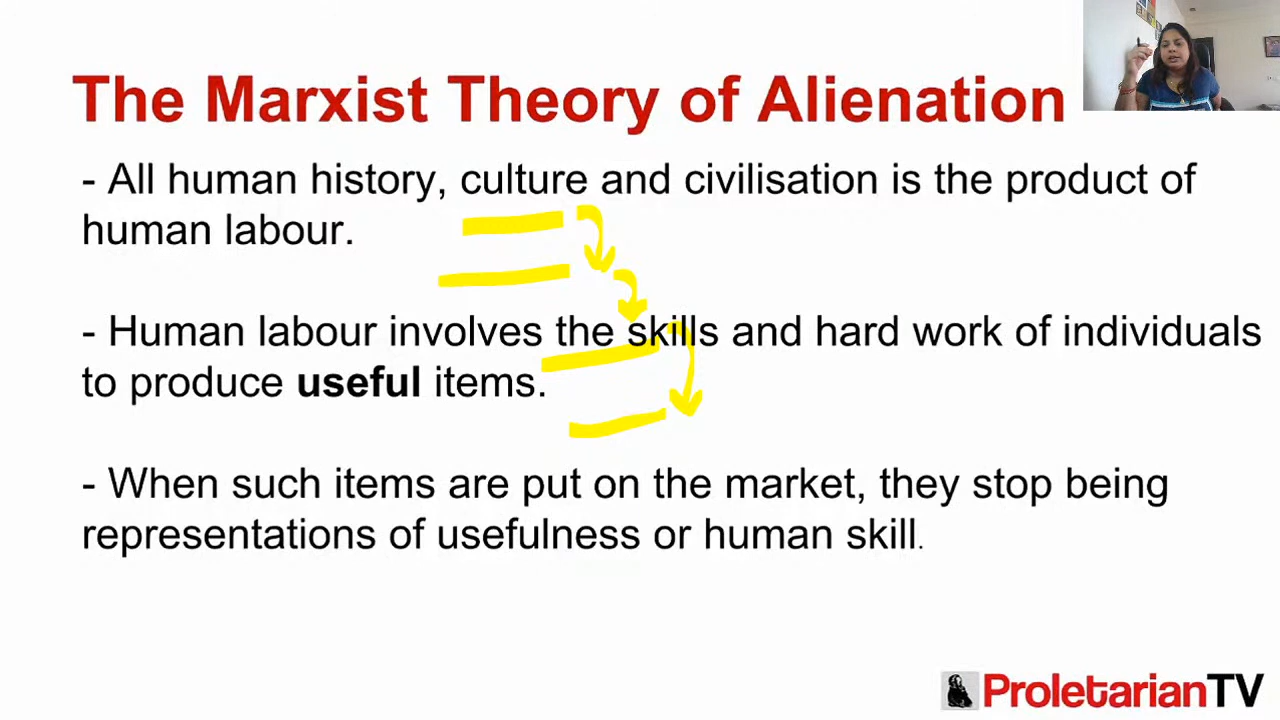 The Marxist Theory of Alienation
- All human history, culture and civilisation is the product of
human labour.
- Human labour involves the skills and hard work of individuals
to produce useful items.
- When such items are put on the market, they stop being
representations of usefulness or human skill.
ProletarianTV